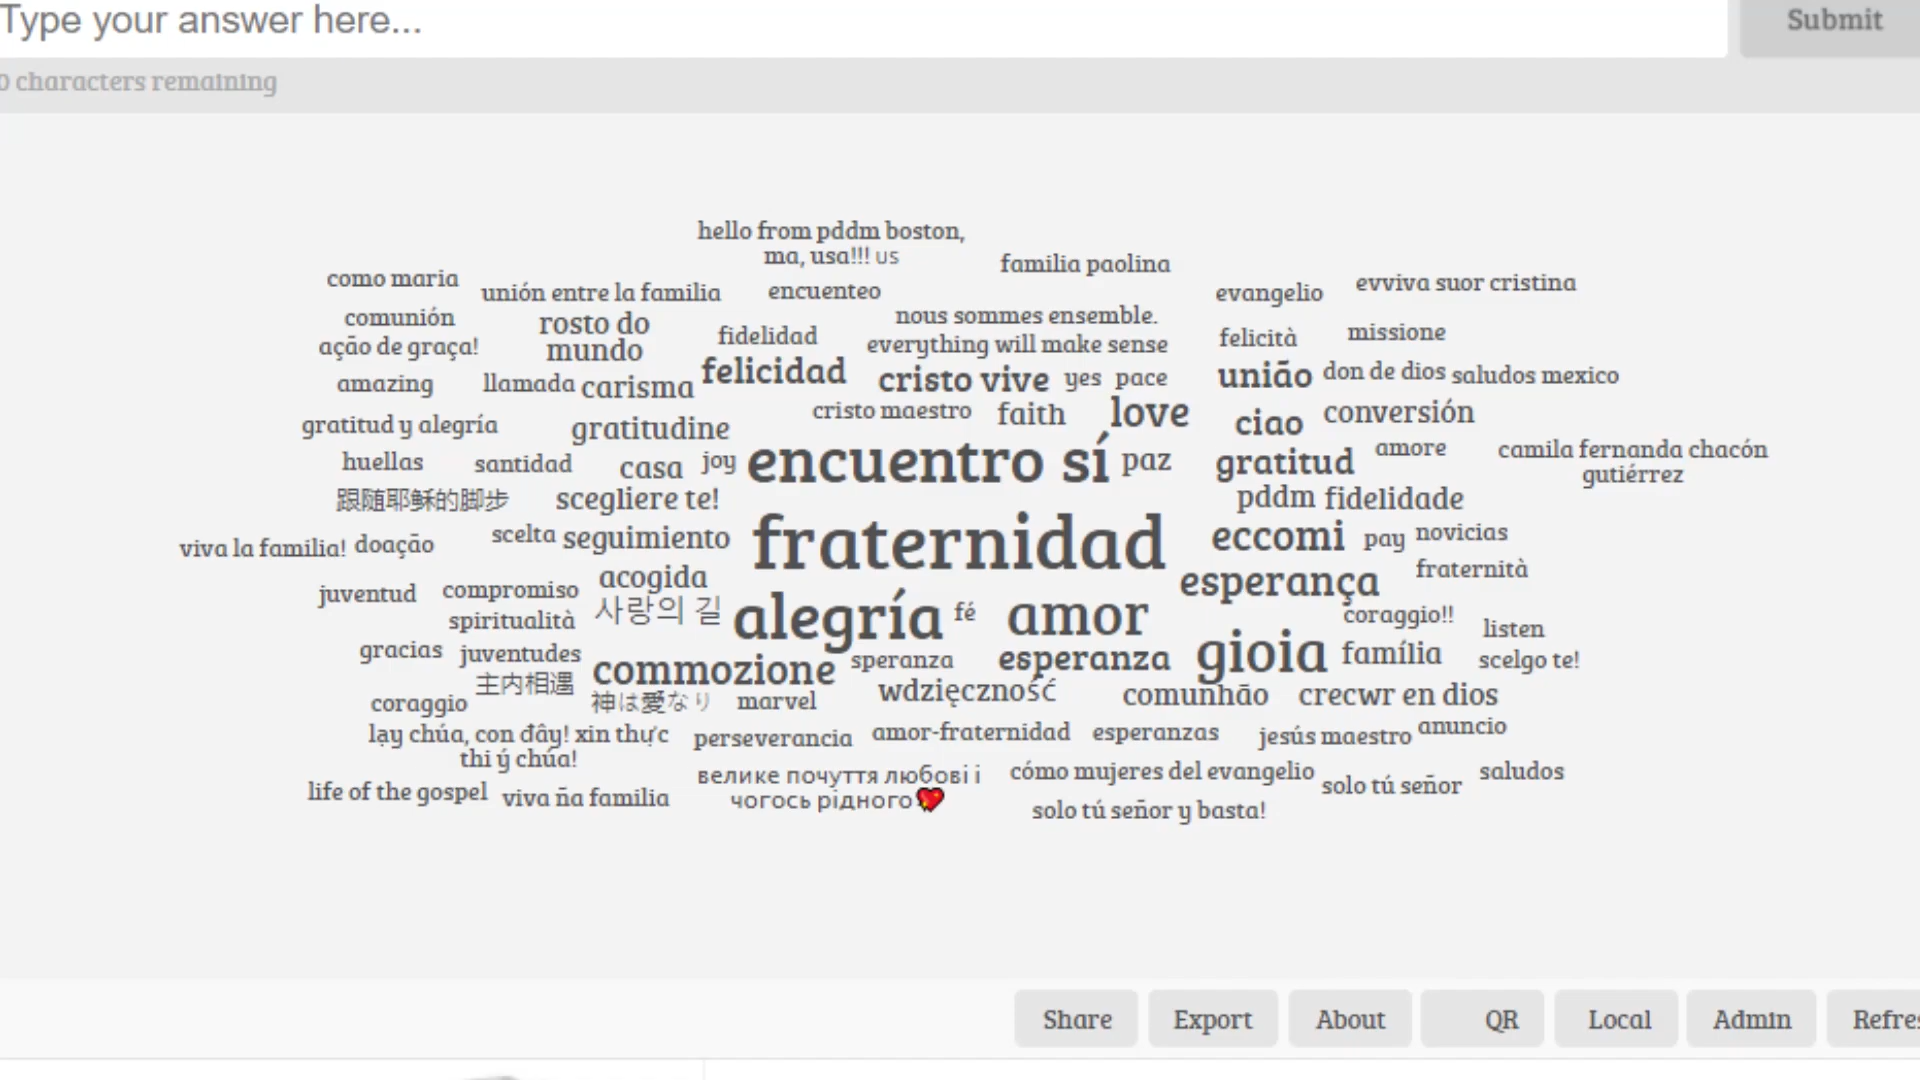 Type your answer here...
Submit
0 characters remaining
hello from pddm boston,
ma, usa!!! us
familia paolina
como maria
unión entre la familia
encuenteo
evangelio
evviva suor cristina
comunión
rosto do
mundo
nous sommes ensemble.
fidelidad
felicità
missione
ação de graça!
everything will make sense
amazing
llamada
carisma
felicidad
cristo vive
yes
pace
união
don de dios
saludos mexico
cristo maestro
faith
love
ciao
conversión
gratitud y alegría
gratitudine
huellas
santidad
casa
joy
encuentro sí
paz
gratitud
amore
camila fernanda chacón
gutiérrez
跟随耶稣的脚步
scegliere te!
pddm
fidelidade
viva la familia!
doação
scelta
seguimiento
fraternidad
eccomi
pay
novicias
acogida
esperança
fraternità
juventud
compromiso
사랑의 길
alegría
fé
amor
coraggio!!
spiritualità
listen
gracias
juventudes
commozione
speranza
esperanza
gioia
família
scelgo te!
主内相遇
coraggio
神は愛なり
marvel
wdzięczność
comunhão
crecwr en dios
lạy chúa, con đây! xin thực
thi ý chúa!
perseverancia
amor-fraternidad
esperanzas
jesús maestro
anuncio
life of the gospel
viva ña familia
велике почуття любові і
чогось рідного💘
cómo mujeres del evangelio
solo tú señor
saludos
solo tú señor y basta!
Share
Export
About
QR
Local
Admin
Refres